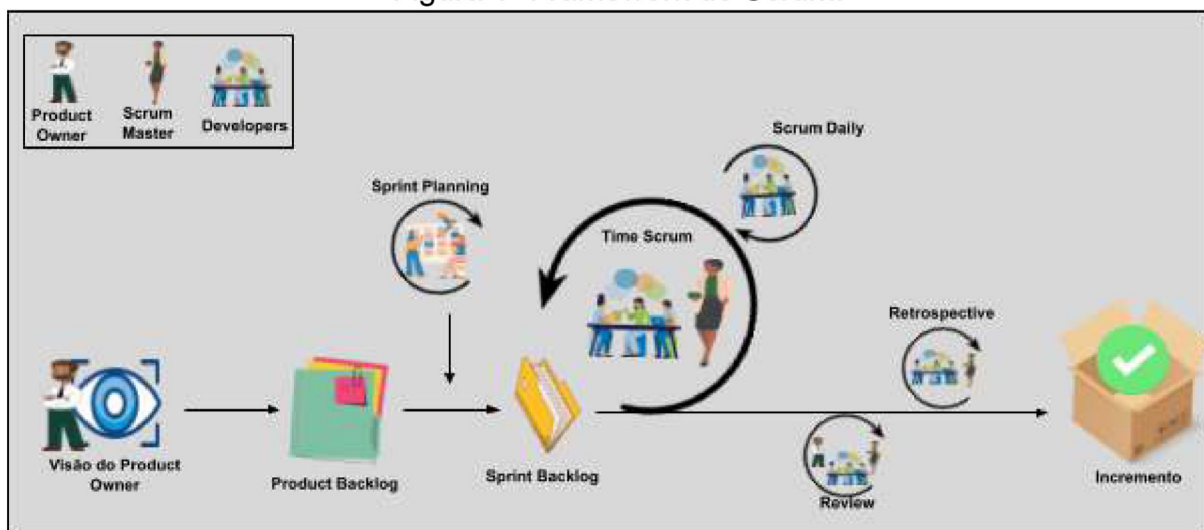 Product
Owner
Scrum
Master
Developers
Scrum Daily
Sprint Planning
Time Scrum
Retrospective
Visão do Product
Owner
Product Backlog
Sprint Backlog
Review
Incremento